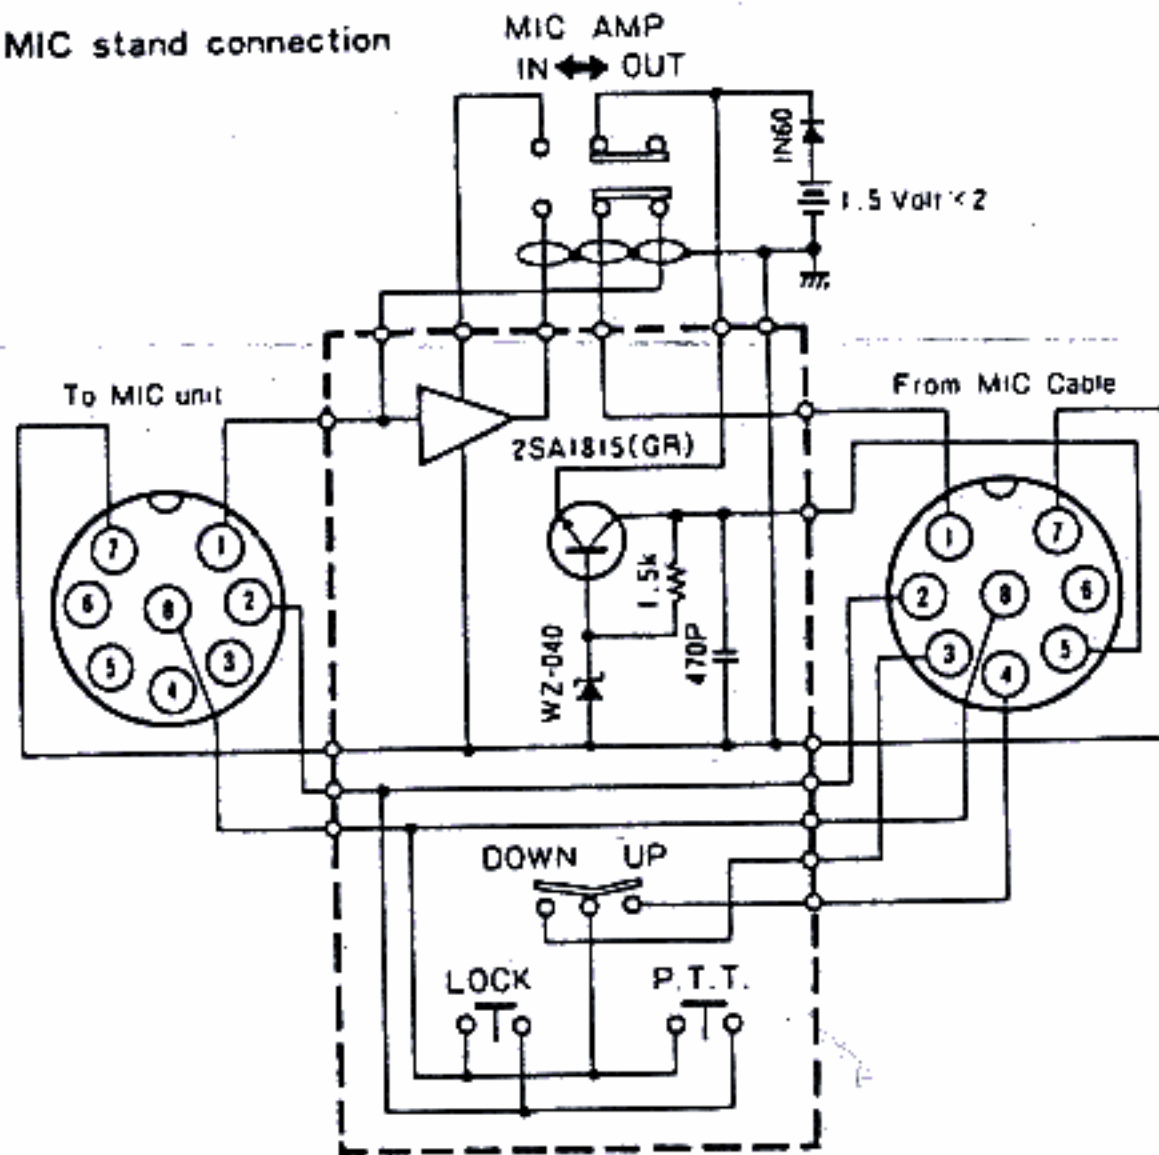 MIC stand connection
MIC AMP
IN OUT
1N60
1.5 Volt × 2
To MIC unit
From MIC Cable
2SA1815(GR)
7
1
6
8
2
5
4
3
1
7
2
8
6
3
4
5
1.5k
470P
WZ-040
DOWN UP
LOCK
P.T.T.